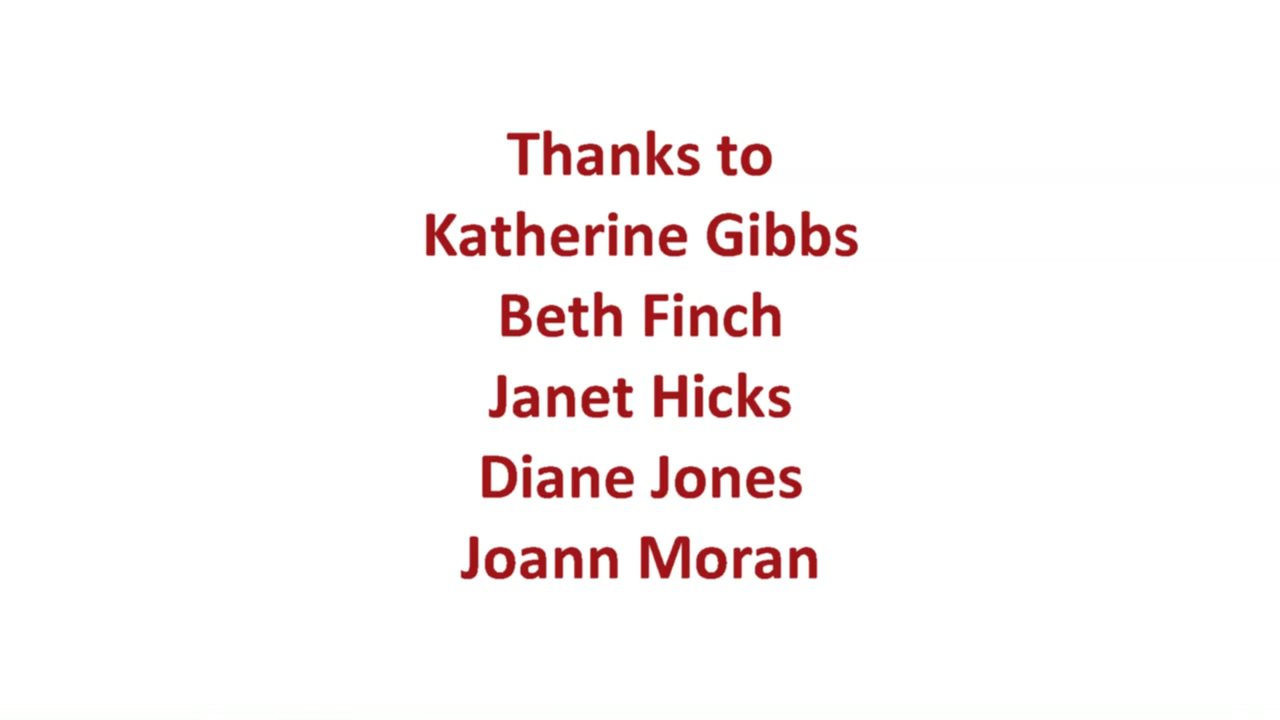 Thanks to
Katherine Gibbs
Beth Finch
Janet Hicks
Diane Jones
Joann Moran